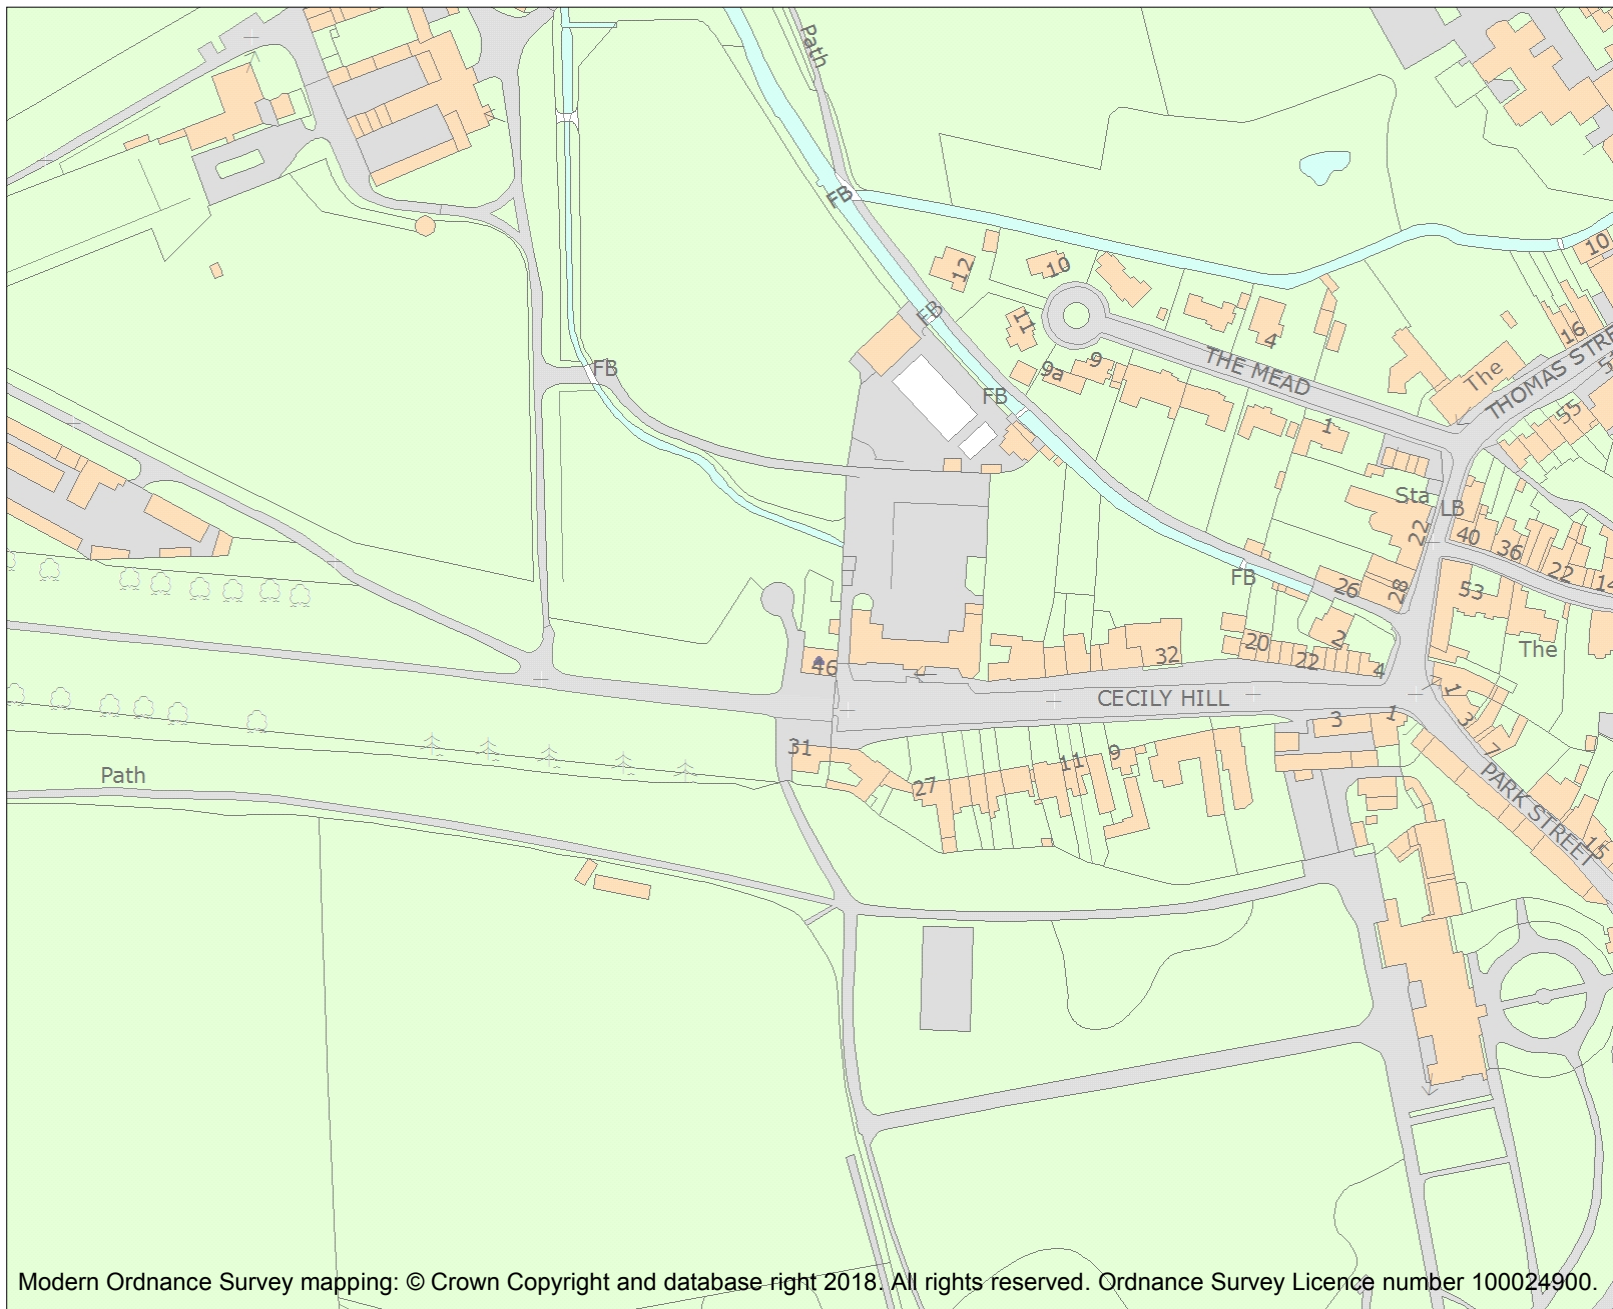 Path
FB
10
12
10
FB
11
4
16
THE MEAD
The
THOMAS STRE
FB
9a
9
FB
55
1
Sta
LB
22
40
36
22
14
FB
26
28
53
20
22
2
4
The
46
32
CECILY HILL
1
3
1
3
31
11
9
7
27
Path
PARK STREET
15
Modern Ordnance Survey mapping: © Crown Copyright and database right 2018. All rights reserved. Ordnance Survey Licence number 100024900.